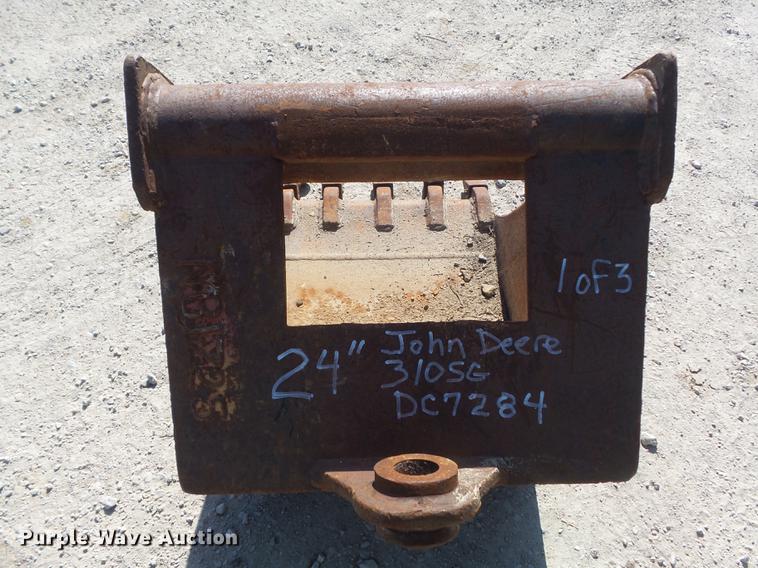 1 of 3
24" John Deere
310SG
DC7284
Purple Wave Auction